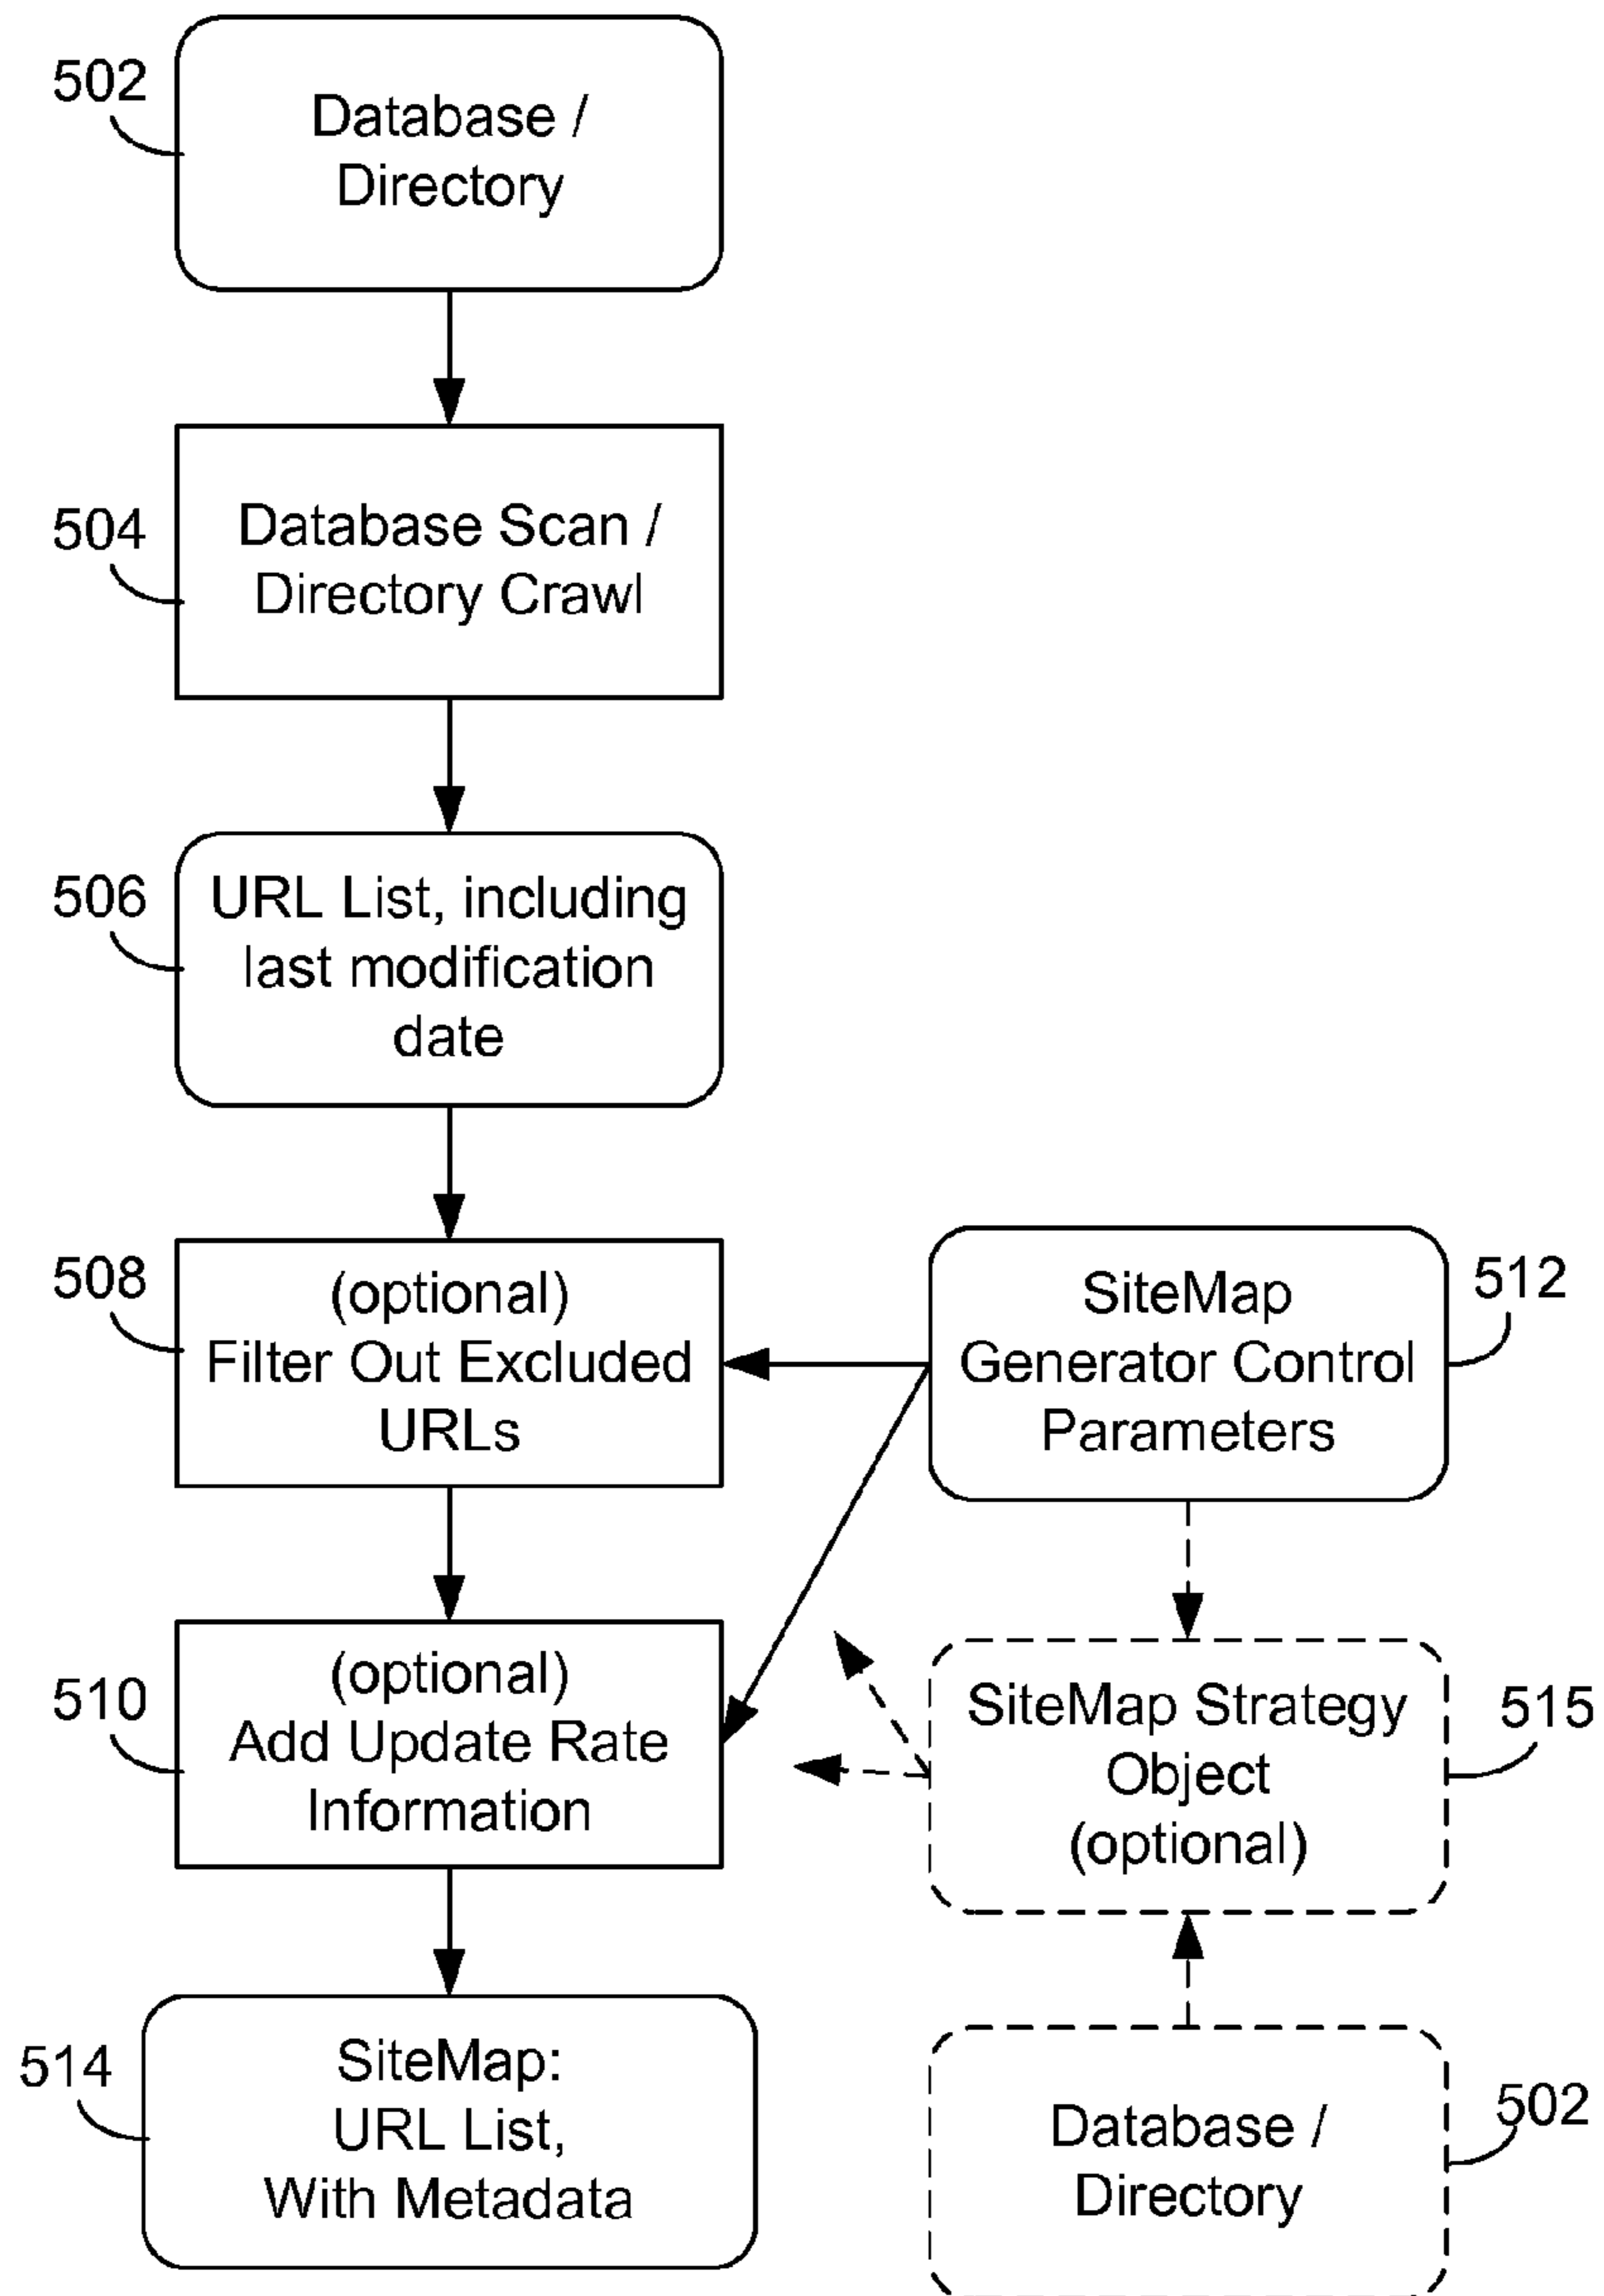 502
Database /
Directory
504
Database Scan /
Directory Crawl
506
URL List, including
last modification
date
508
(optional)
Filter Out Excluded
URLs
SiteMap
Generator Control
Parameters
512
510
(optional)
Add Update Rate
Information
SiteMap Strategy
Object
(optional)
515
514
SiteMap:
URL List,
With Metadata
Database /
Directory
502